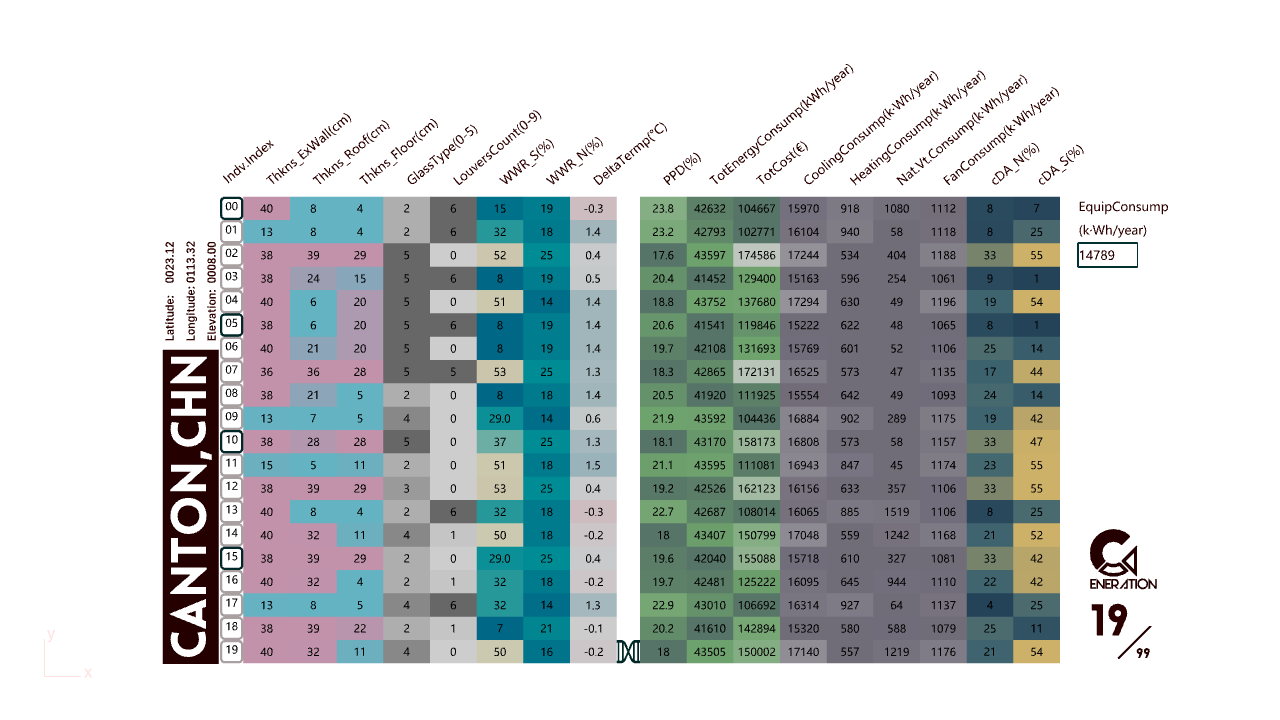 Indv.Index Thkns_ExWall(cm) Thkns_Roof(cm) Thkns_Floor(cm) GlassType(0-5) LouversCount(0-9) WWR_S(%) WWR_N(%) DeltaTermp(°C) PPD(%) TotEnergyConsump(kWh/year) TotCost(€) CoolingConsump(k·Wh/year) HeatingConsump(k·Wh/year) Nat.Vt.Consump(k·Wh/year) FanConsump(k·Wh/year) cDA_N(%) cDA_S(%)
00 40 8 4 2 6 15 19 -0.3 23.8 42632 104667 15970 918 1080 1112 8 7
01 13 8 4 2 6 32 18 1.4 23.2 42793 102771 16104 940 58 1118 8 25
02 38 39 29 5 0 52 25 0.4 17.6 43597 174586 17244 534 404 1188 33 55
03 38 24 15 5 6 8 19 0.5 20.4 41452 129400 15163 596 254 1051 9 1
04 40 6 20 5 0 51 14 1.4 18.8 43752 137680 17294 630 49 1196 19 54
05 38 6 20 5 6 8 19 1.4 20.6 41541 119846 15222 622 48 1065 8 1
06 40 21 20 5 0 8 19 1.4 19.7 42108 131693 15769 601 52 1106 25 14
07 36 36 28 5 5 53 25 1.3 18.3 42865 172131 16525 573 47 1135 17 44
08 38 21 5 2 0 8 18 1.4 20.5 41920 111925 15554 642 49 1093 24 14
09 13 7 5 4 0 29.0 14 0.6 21.9 43592 104436 16884 902 289 1175 19 42
10 38 28 28 5 0 37 25 1.3 18.1 43170 158173 16808 573 58 1157 33 47
11 15 5 11 2 0 51 18 1.5 21.1 43595 111081 16943 847 45 1174 23 55
12 38 39 29 3 0 53 25 0.4 19.2 42526 162123 16156 633 357 1106 33 55
13 40 8 4 2 6 32 18 -0.3 22.7 42687 108014 16065 885 1519 1106 8 25
14 40 32 11 4 1 50 18 -0.2 18 43407 150799 17048 559 1242 1168 21 52
15 38 39 29 2 0 29.0 25 0.4 19.6 42040 155088 15718 610 327 1081 33 42
16 40 32 4 2 1 32 18 -0.2 19.7 42481 125222 16095 645 944 1110 22 42
17 13 8 5 4 6 32 14 1.3 22.9 43010 106692 16314 927 64 1137 4 25
18 38 39 22 2 1 7 21 -0.1 20.2 41610 142894 15320 580 588 1079 25 11
19 40 32 11 4 0 50 16 -0.2 18 43505 150002 17140 557 1219 1176 21 54
EquipConsump
(k·Wh/year)
14789
Latitude: 0023.12
Longitude: 0113.32
Elevation: 0008.00
CANTON,CHN
ENERATION
19
99
y
x